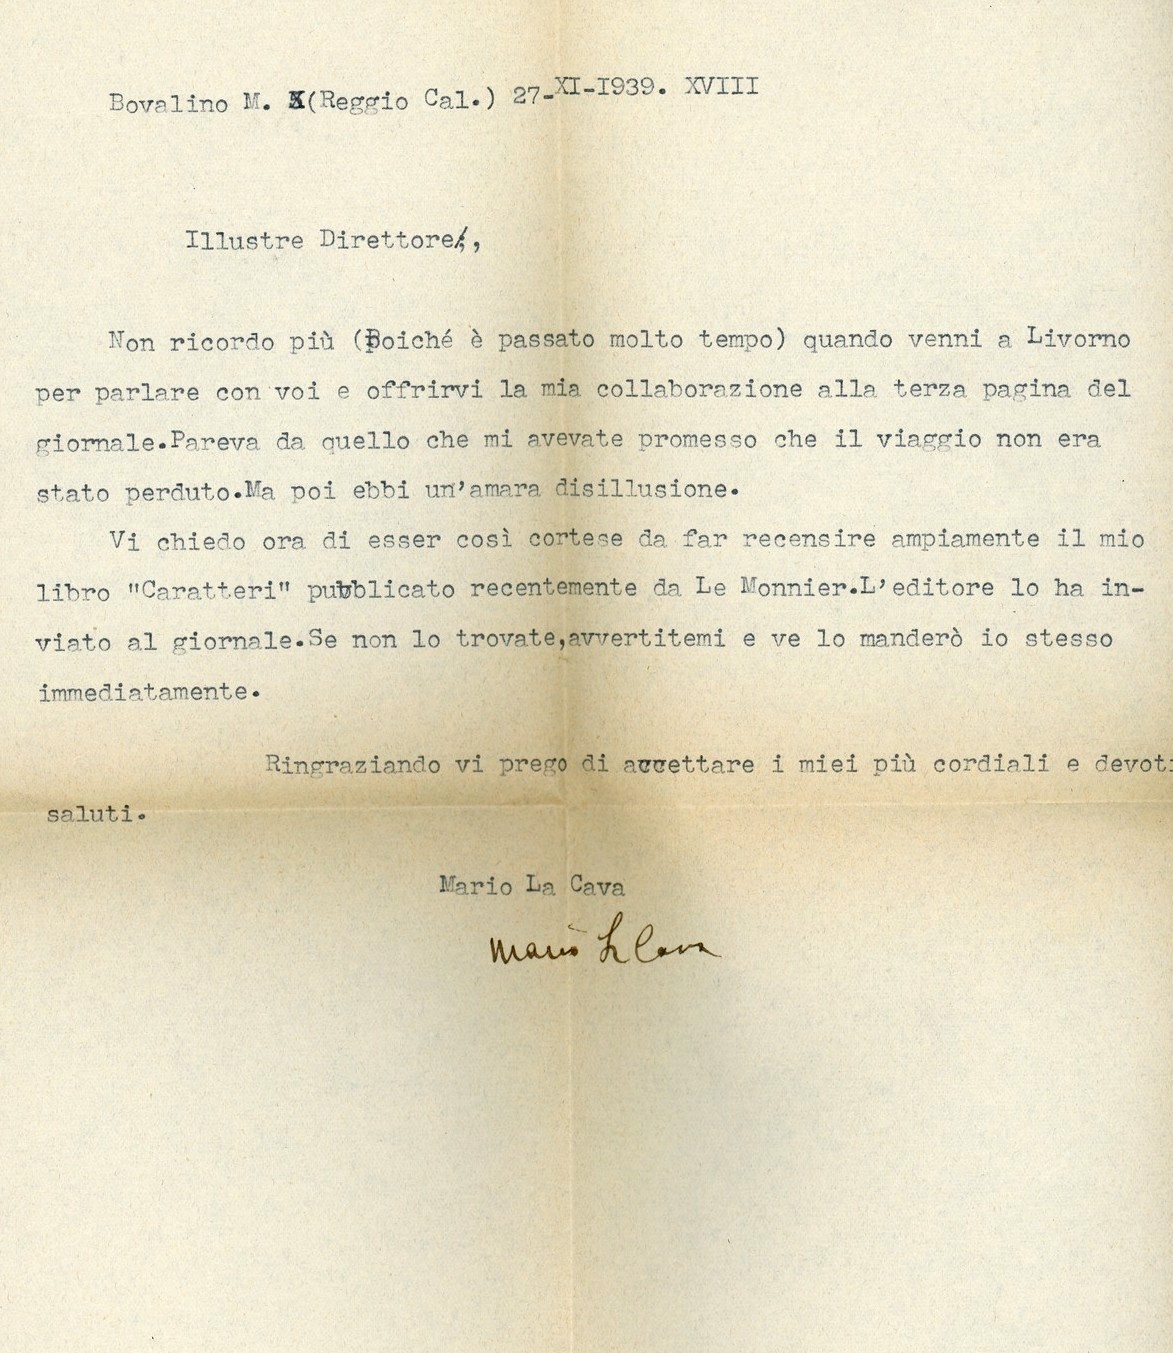 Bovalino M. (Reggio Cal.) 27-XI-1939. XVIII
Illustre Direttore,
Non ricordo più (Poiché è passato molto tempo) quando venni a Livorno
per parlare con voi e offrirvi la mia collaborazione alla terza pagina del
giornale.Pareva da quello che mi avevate promesso che il viaggio non era
stato perduto.Ma poi ebbi un'amara disillusione.
Vi chiedo ora di esser così cortese da far recensire ampiamente il mio
libro "Caratteri" pubblicato recentemente da Le Monnier.L'editore lo ha in-
viato al giornale.Se non lo trovate,avvertitemi e ve lo manderò io stesso
immediatamente.
Ringraziando vi prego di accettare i miei più cordiali e devoti
saluti.
Mario La Cava
Mario La Cava